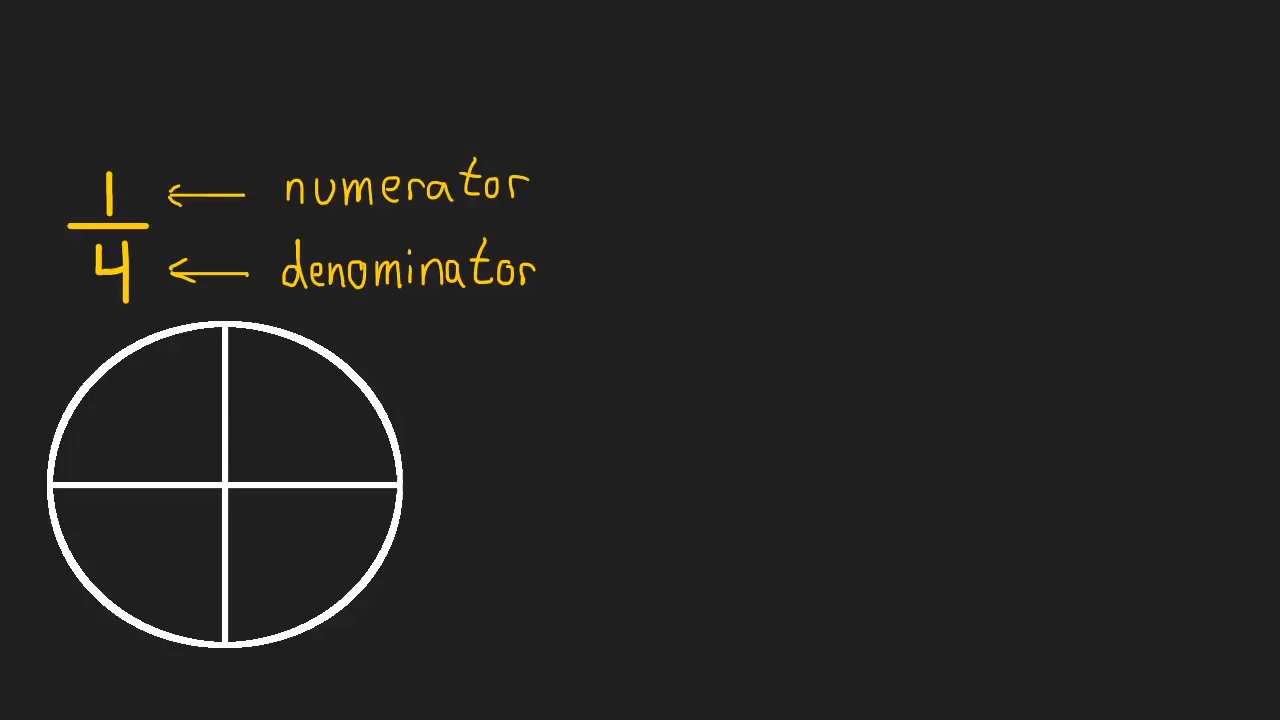 1 ← numerator
4 ← denominator